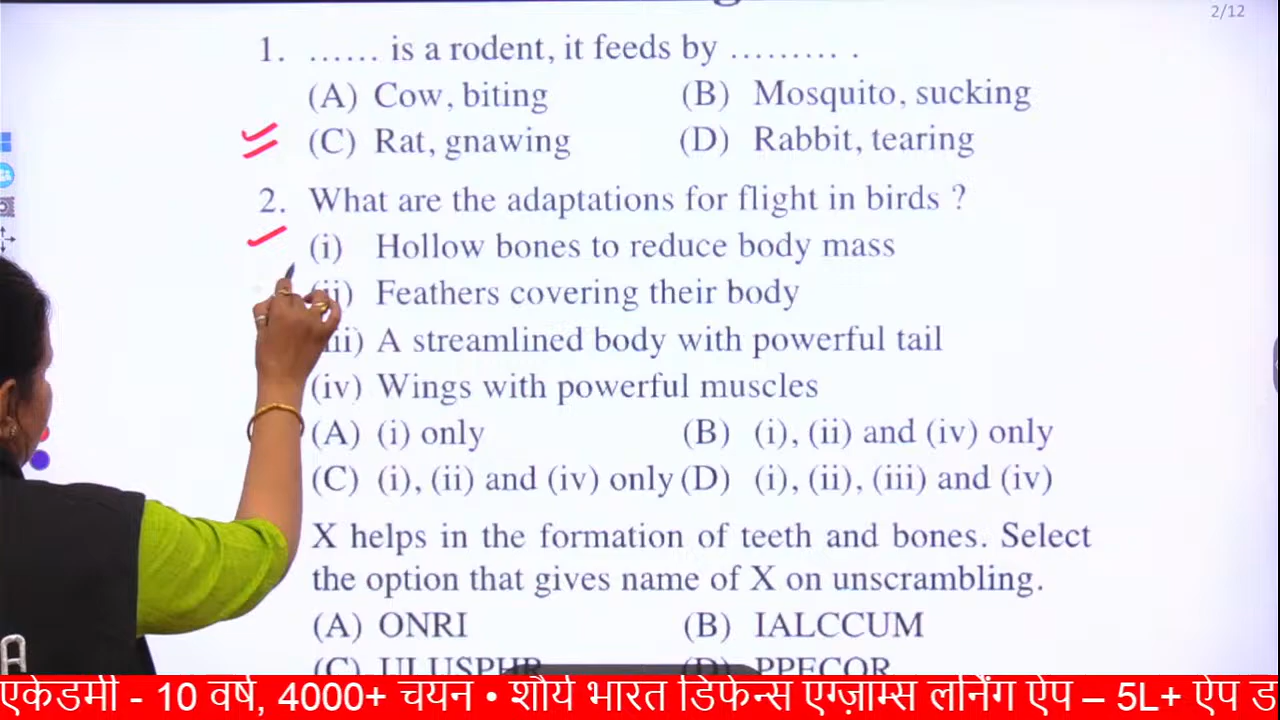 2/12
1. ...... is a rodent, it feeds by ......... .
(A) Cow, biting (B) Mosquito, sucking
(C) Rat, gnawing (D) Rabbit, tearing
2. What are the adaptations for flight in birds ?
(i) Hollow bones to reduce body mass
(ii) Feathers covering their body
(iii) A streamlined body with powerful tail
(iv) Wings with powerful muscles
(A) (i) only (B) (i), (ii) and (iv) only
(C) (i), (ii) and (iv) only (D) (i), (ii), (iii) and (iv)
X helps in the formation of teeth and bones. Select
the option that gives name of X on unscrambling.
(A) ONRI (B) IALCCUM
(C) ULUSPHR (D) PPECOR
एकेडमी - 10 वर्ष, 4000+ चयन • शौर्य भारत डिफेन्स एग्ज़ाम्स लर्निंग ऐप – 5L+ ऐप ड